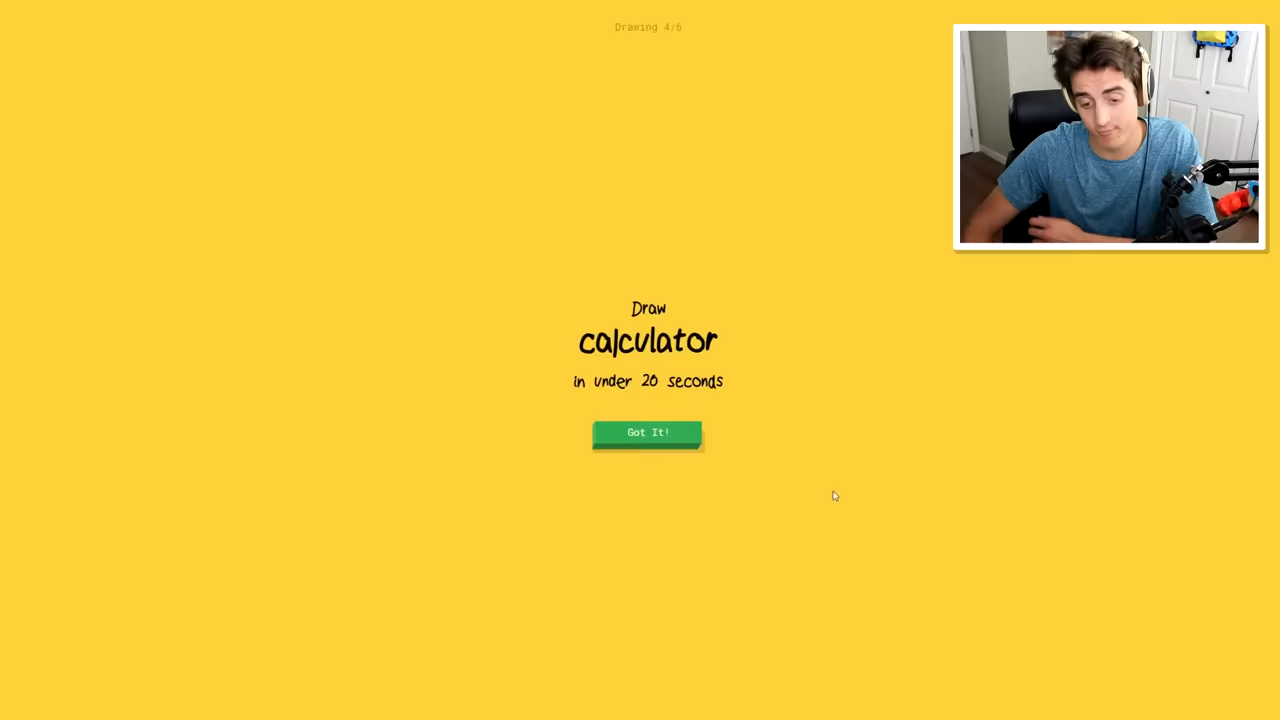 Drawing 4/6
Draw
calculator
in under 20 seconds
Got It!